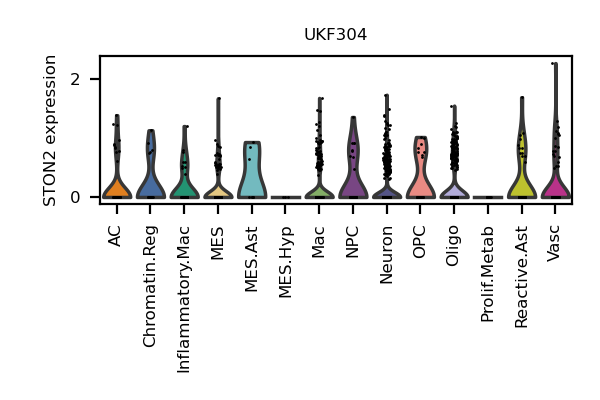 UKF304
STON2 expression
2
0
AC
Chromatin.Reg
Inflammatory.Mac
MES
MES.Ast
MES.Hyp
Mac
NPC
Neuron
OPC
Oligo
Prolif.Metab
Reactive.Ast
Vasc